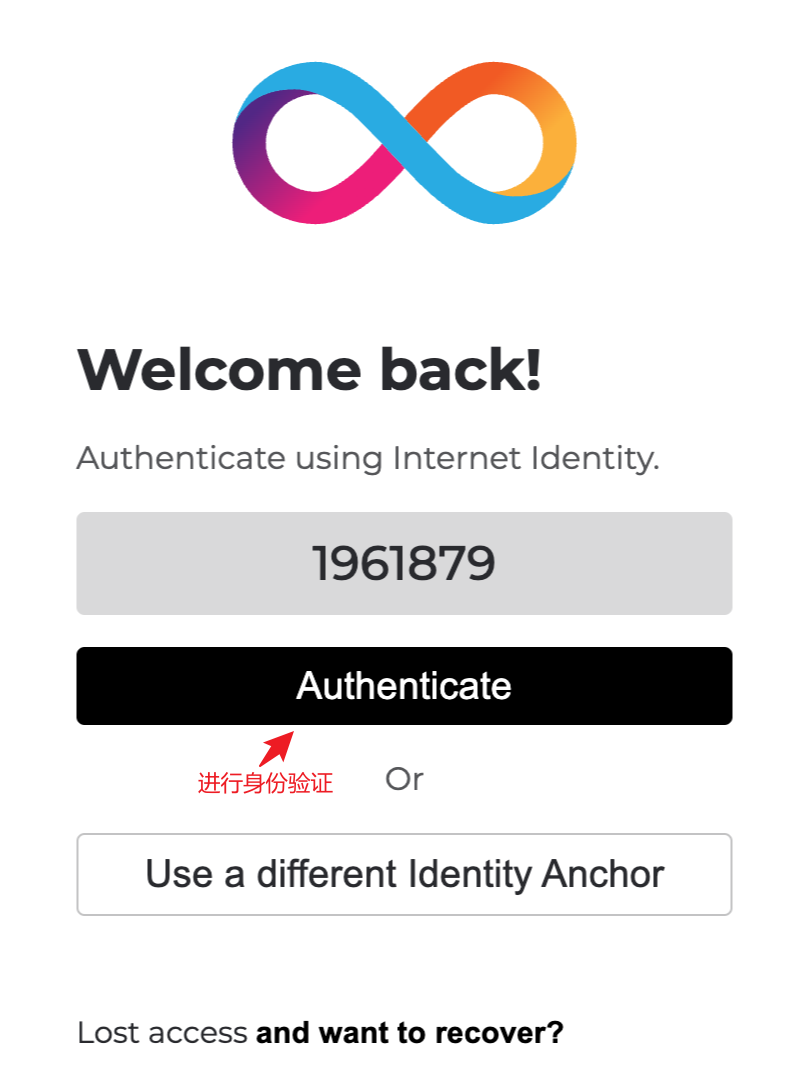 Welcome back!
Authenticate using Internet Identity.
1961879
Authenticate
进行身份验证
Or
Use a different Identity Anchor
Lost access and want to recover?